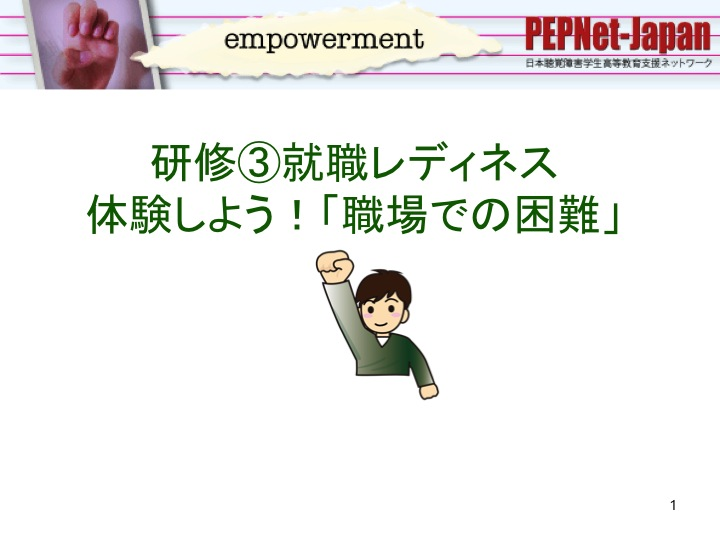 empowerment
PEPNet-Japan
日本聴覚障害学生高等教育支援ネットワーク
研修③就職レディネス
体験しよう！「職場での困難」
1